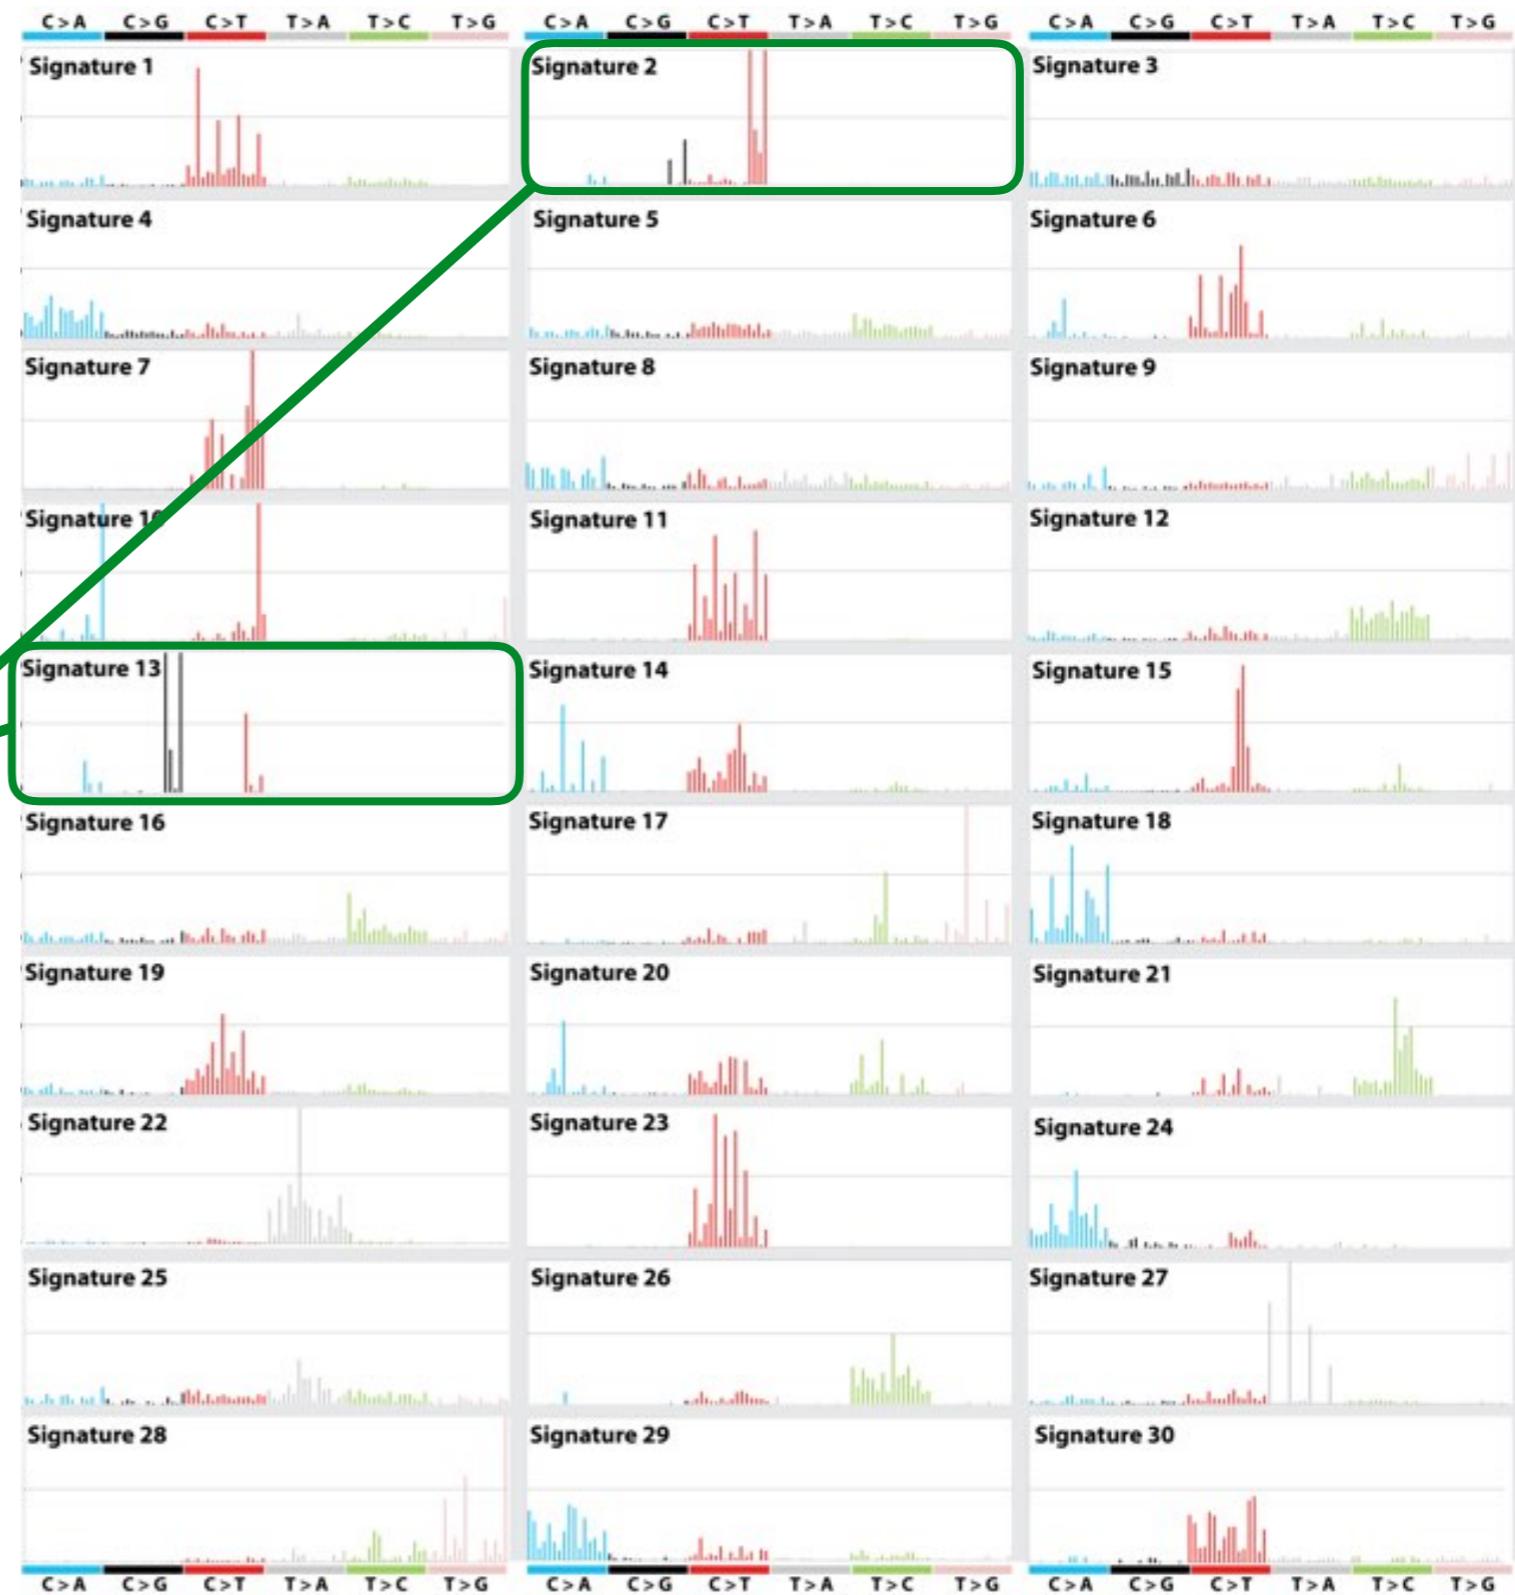 C>A C>G C>T T>A T>C T>G C>A C>G C>T T>A T>C T>G C>A C>G C>T T>A T>C T>G
Signature 1 Signature 2 Signature 3
Signature 4 Signature 5 Signature 6
Signature 7 Signature 8 Signature 9
Signature 10 Signature 11 Signature 12
Signature 13 Signature 14 Signature 15
Signature 16 Signature 17 Signature 18
Signature 19 Signature 20 Signature 21
Signature 22 Signature 23 Signature 24
Signature 25 Signature 26 Signature 27
Signature 28 Signature 29 Signature 30
C>A C>G C>T T>A T>C T>G C>A C>G C>T T>A T>C T>G C>A C>G C>T T>A T>C T>G